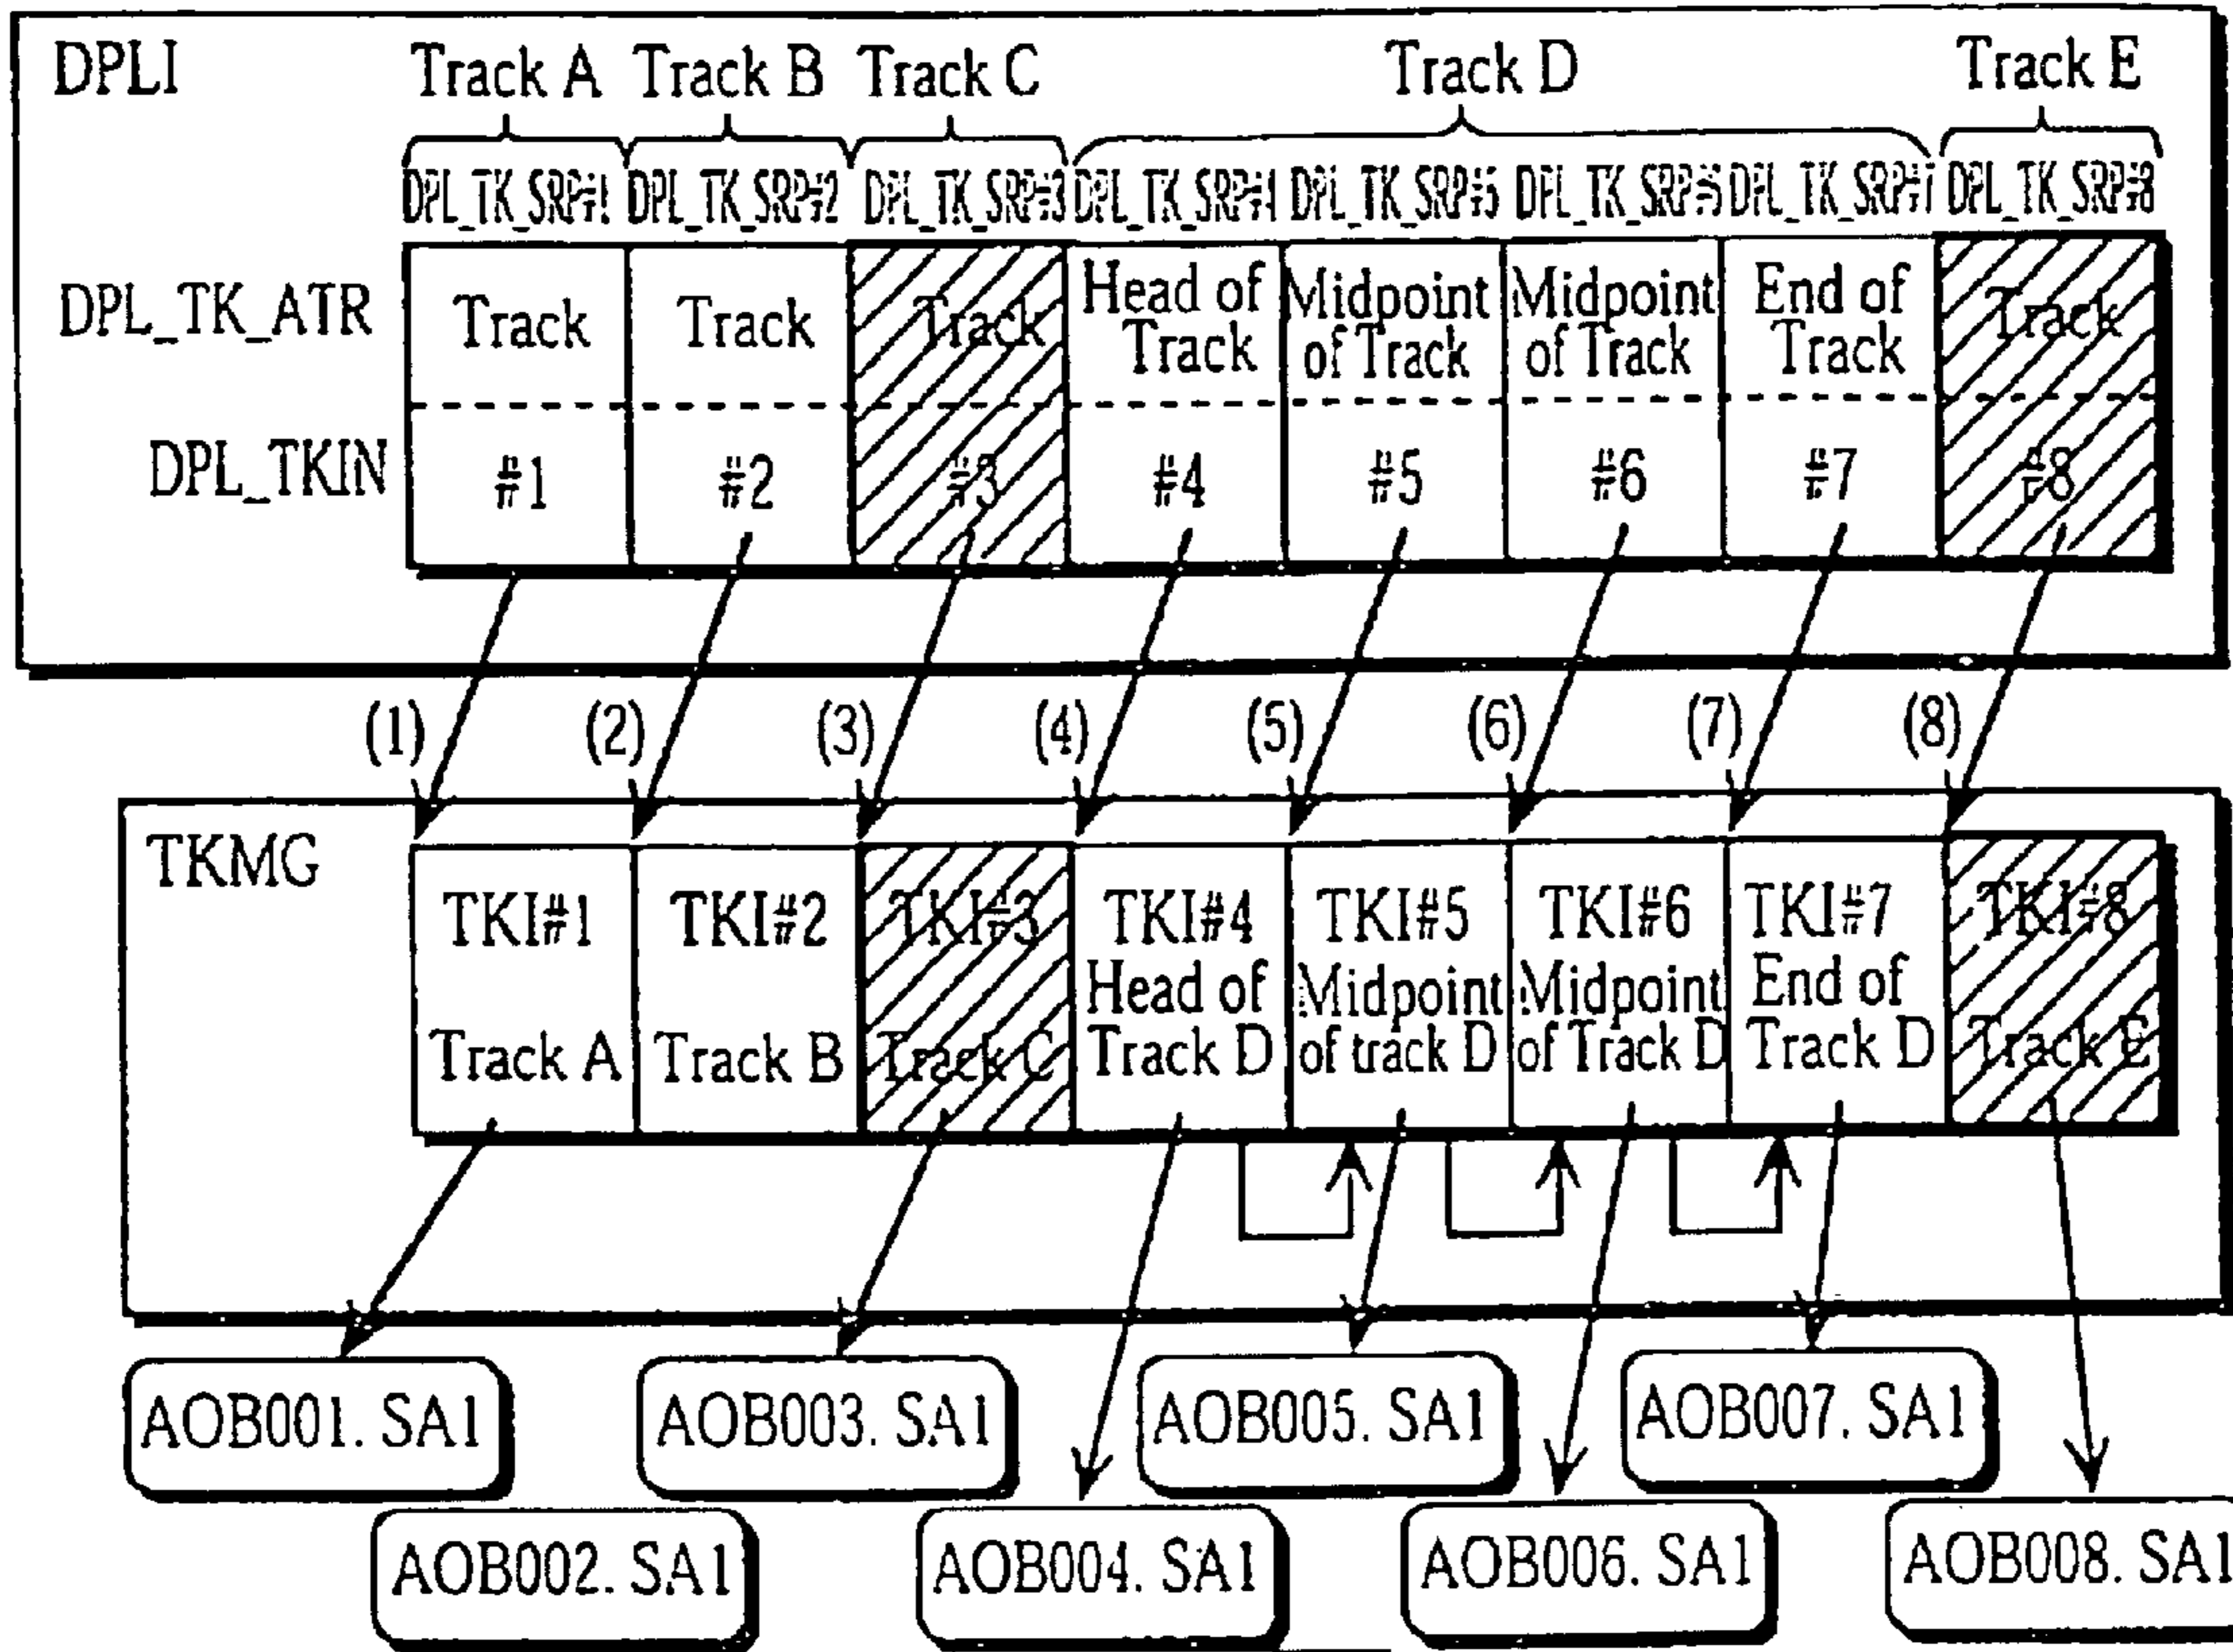 DPLI
Track A Track B Track C Track D Track E
DPL_TK_SRP#1 DPL_TK_SRP#2 DPL_TK_SRP#3 DPL_TK_SRP#4 DPL_TK_SRP#5 DPL_TK_SRP#6 DPL_TK_SRP#7 DPL_TK_SRP#8
DPL_TK_ATR
Track
Track
Track
Head of
Track
Midpoint
of Track
Midpoint
of Track
End of
Track
Track
DPL_TKIN #1 #2 #3 #4 #5 #6 #7 #8
(1) (2) (3) (4) (5) (6) (7) (8)
TKMG
TKI#1
Track A
TKI#2
Track B
TKI#3
Track C
TKI#4
Head of
Track D
TKI#5
Midpoint
of track D
TKI#6
Midpoint
of Track D
TKI#7
End of
Track D
TKI#8
Track E
AOB001. SA1 AOB003. SA1 AOB005. SA1 AOB007. SA1
AOB002. SA1 AOB004. SA1 AOB006. SA1 AOB008. SA1